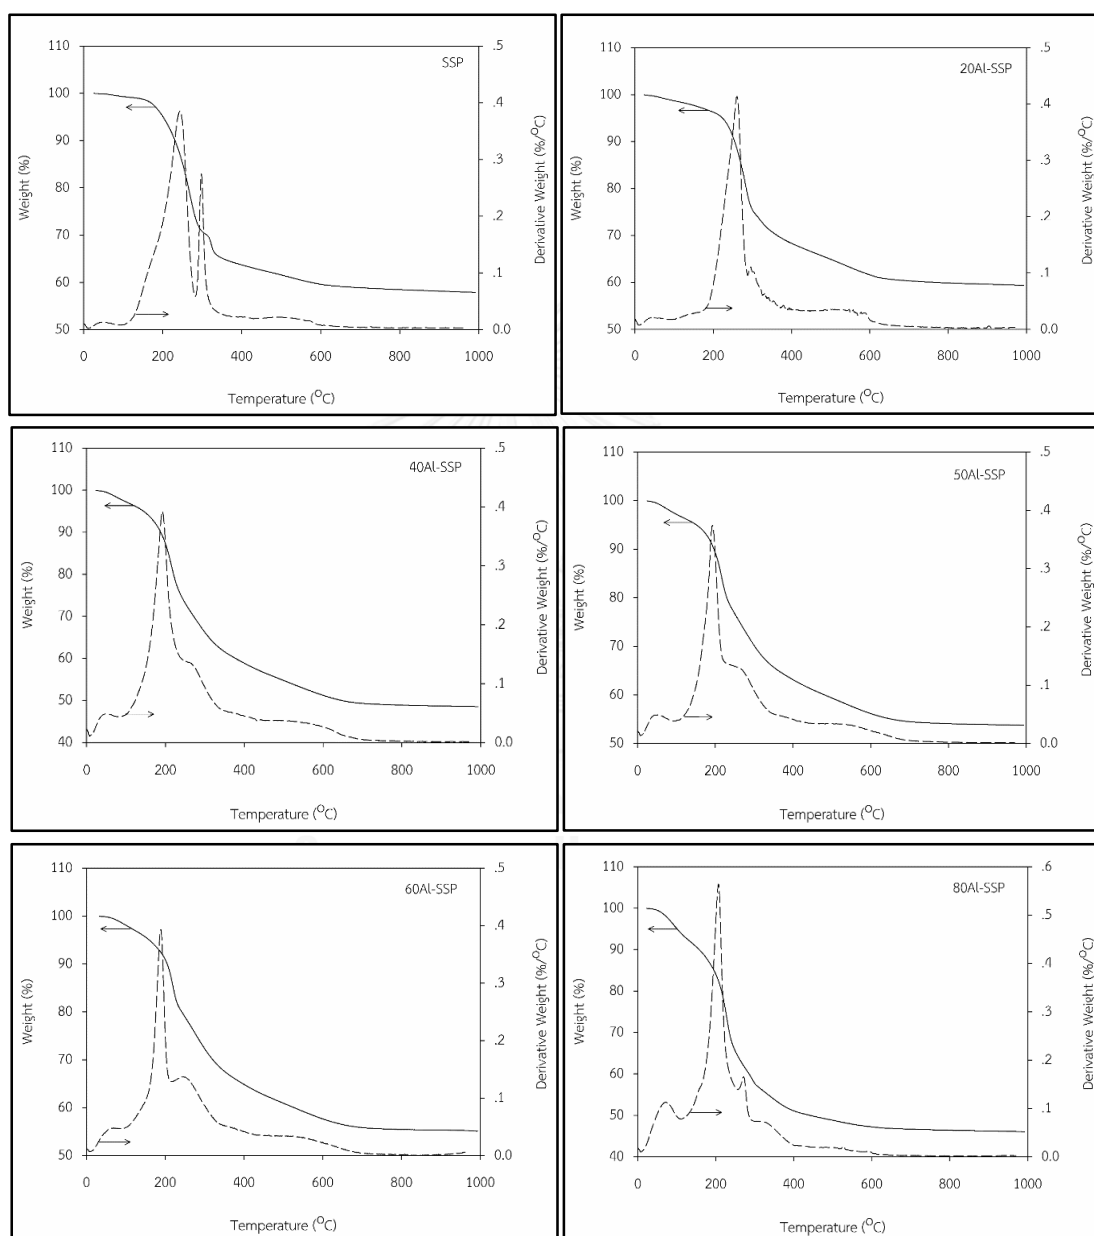 SSP
110
100
90
80
70
60
50
.5
.4
.3
.2
.1
0.0
0 200 400 600 800 1000
Weight (%)
Derivative Weight (%/°C)
Temperature (°C)
20Al-SSP
110
100
90
80
70
60
50
.5
.4
.3
.2
.1
0.0
0 200 400 600 800 1000
Weight (%)
Derivative Weight (%/°C)
Temperature (°C)
40Al-SSP
110
100
90
80
70
60
50
40
.5
.4
.3
.2
.1
0.0
0 200 400 600 800 1000
Weight (%)
Derivative Weight (%/°C)
Temperature (°C)
50Al-SSP
110
100
90
80
70
60
50
.5
.4
.3
.2
.1
0.0
0 200 400 600 800 1000
Weight (%)
Derivative Weight (%/°C)
Temperature (°C)
60Al-SSP
110
100
90
80
70
60
50
.5
.4
.3
.2
.1
0.0
0 200 400 600 800 1000
Weight (%)
Derivative Weight (%/°C)
Temperature (°C)
80Al-SSP
110
100
90
80
70
60
50
40
.6
.5
.4
.3
.2
.1
0.0
0 200 400 600 800 1000
Weight (%)
Derivative Weight (%/°C)
Temperature (°C)